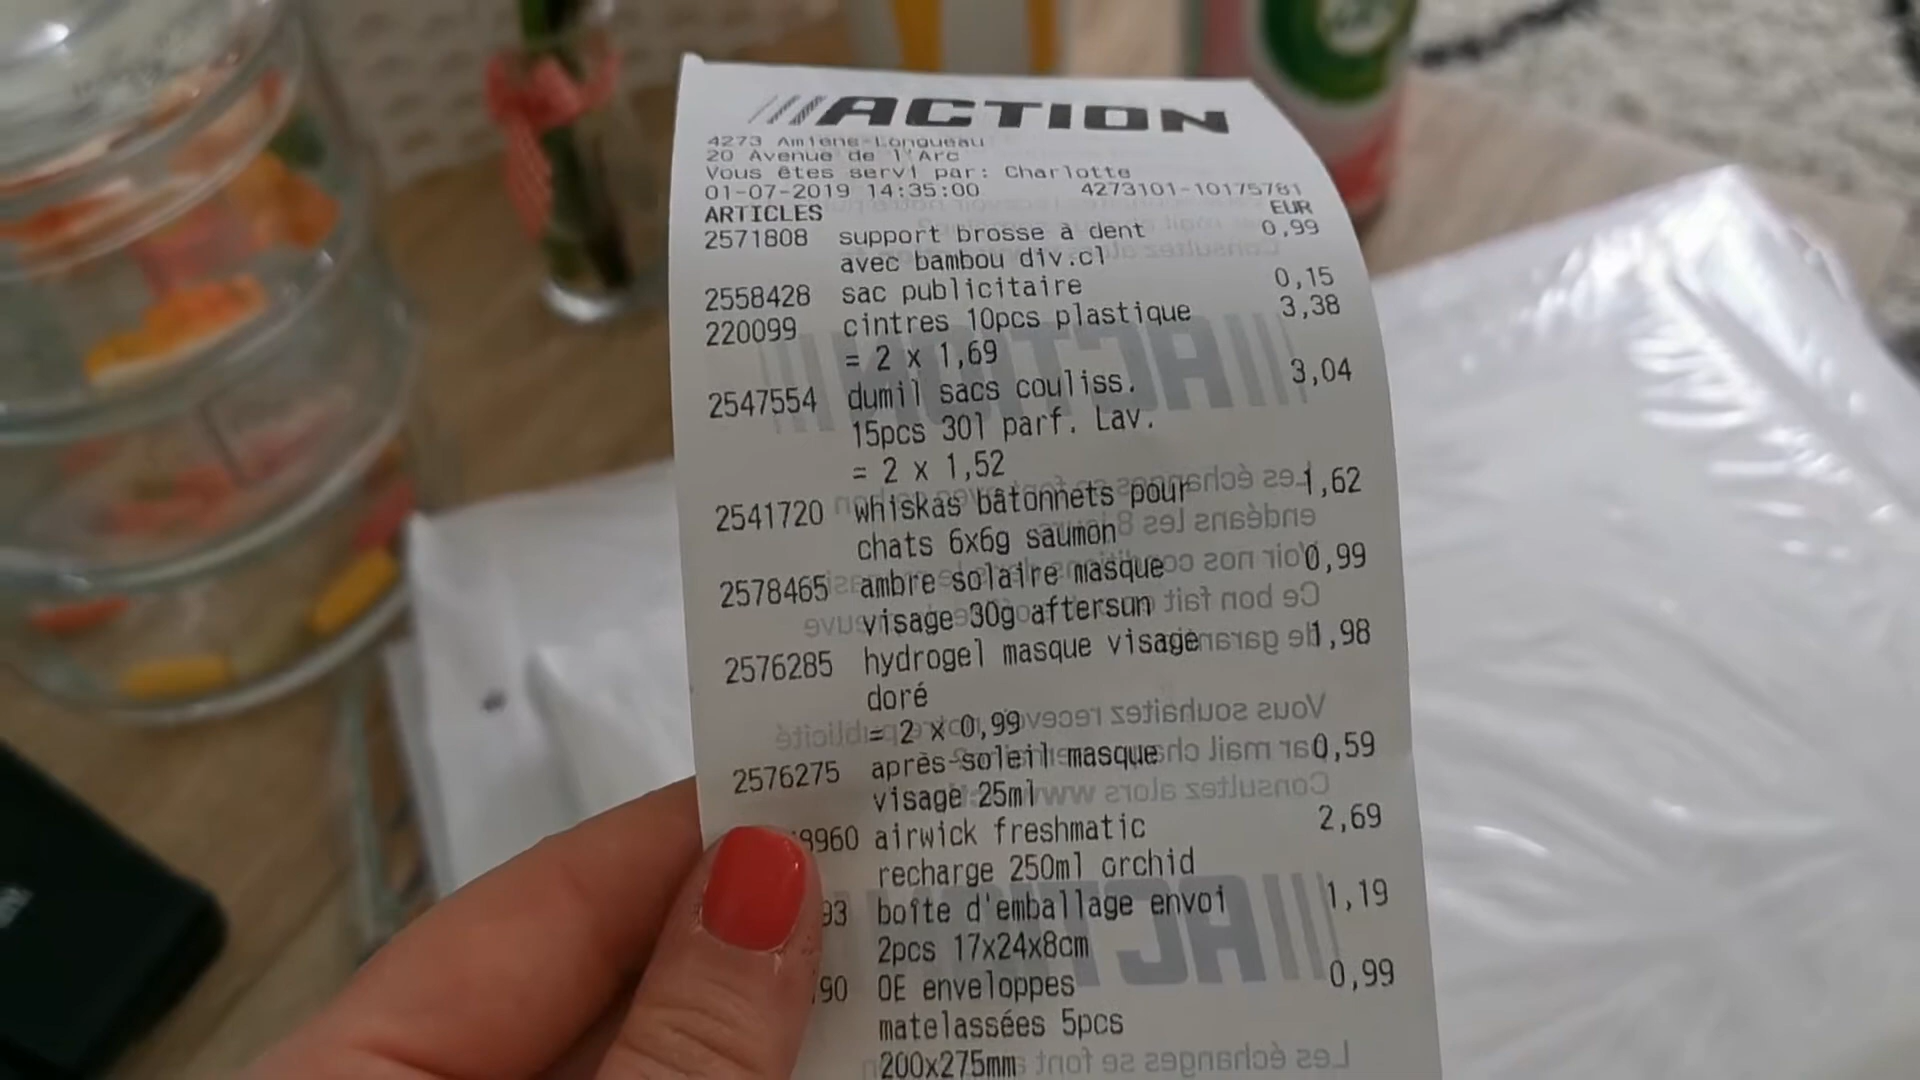 ACTION
4273 Amiens-Longueau
20 Avenue de l'Arc
Vous êtes servi par: Charlotte
01-07-2019 14:35:00 4273101-10175781
ARTICLES EUR
2571808 support brosse à dent 0,99
avec bambou div.cl
2558428 sac publicitaire 0,15
220099 cintres 10pcs plastique 3,38
= 2 x 1,69
2547554 dumil sacs couliss. 3,04
15pcs 30l parf. Lav.
= 2 x 1,52
2541720 whiskas bâtonnets pour 1,62
chats 6x6g saumon
2578465 ambre solaire masque 0,99
visage 30g aftersun
2576285 hydrogel masque visage 1,98
doré
= 2 x 0,99
2576275 après-soleil masque 0,59
visage 25ml
9960 airwick freshmatic 2,69
recharge 250ml orchid
93 boîte d'emballage envoi 1,19
2pcs 17x24x8cm
90 OE enveloppes 0,99
matelassées 5pcs
200x275mm